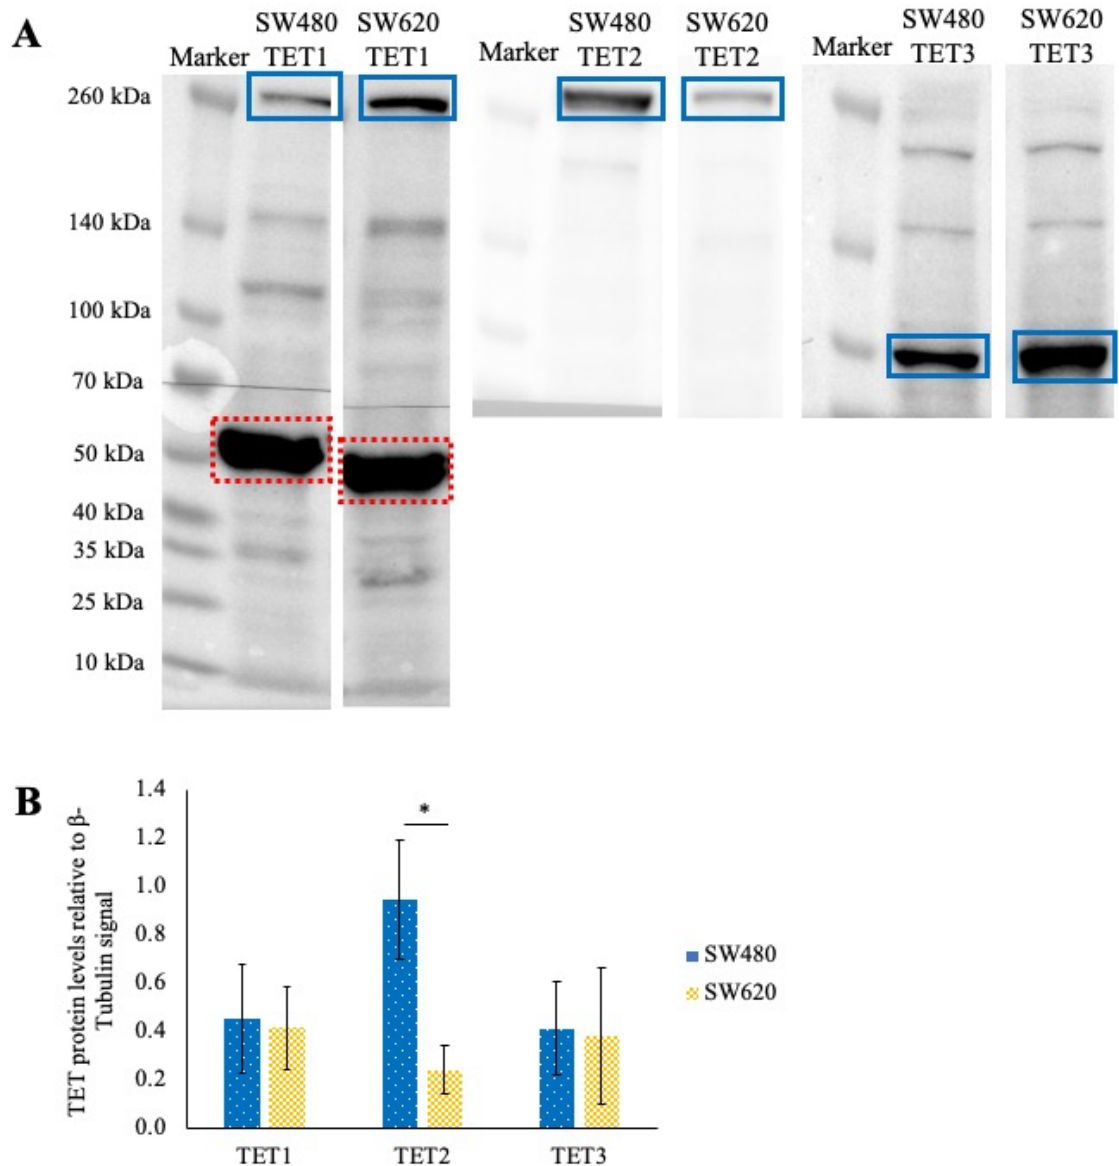 A
Marker
SW480
TET1
SW620
TET1
Marker
SW480
TET2
SW620
TET2
Marker
SW480
TET3
SW620
TET3
260 kDa
140 kDa
100 kDa
70 kDa
50 kDa
40 kDa
35 kDa
25 kDa
10 kDa
B
TET protein levels relative to β-
Tubulin signal
1.4
1.2
1.0
0.8
0.6
0.4
0.2
0.0
*
TET1
TET2
TET3
SW480
SW620